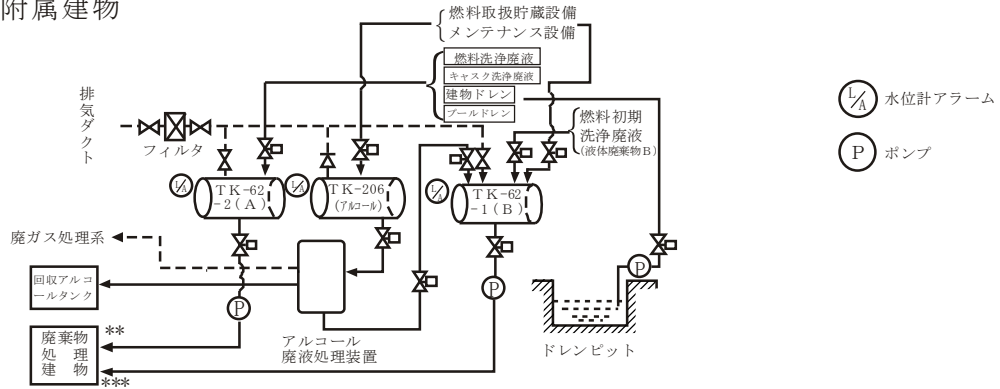 附属建物
燃料取扱貯蔵設備
メンテナンス設備
燃料洗浄廃液
キャスク洗浄廃液
建物ドレン
プールドレン
排気ダクト
フィルタ
燃料初期
洗浄廃液
(液体廃棄物B)
L/A
水位計アラーム
P
ポンプ
L/A
TK-62
-2(A)
L/A
TK-206
(アルコール)
L/A
TK-62
-1(B)
廃ガス処理系
回収アルコ
ールタンク
P
P
P
廃棄物
処理
建物
**
***
アルコール
廃液処理装置
ドレンピット